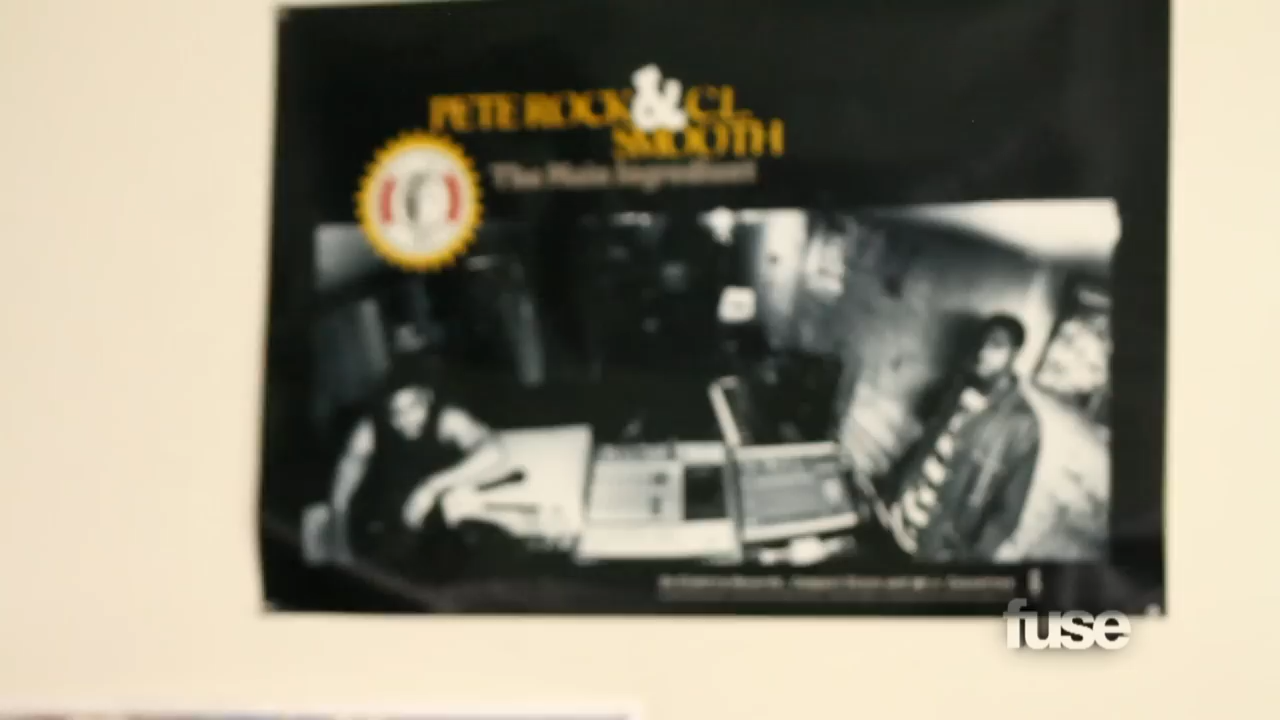 PETE ROCK & C.L.
SMOOTH
The Main Ingredient
fuse